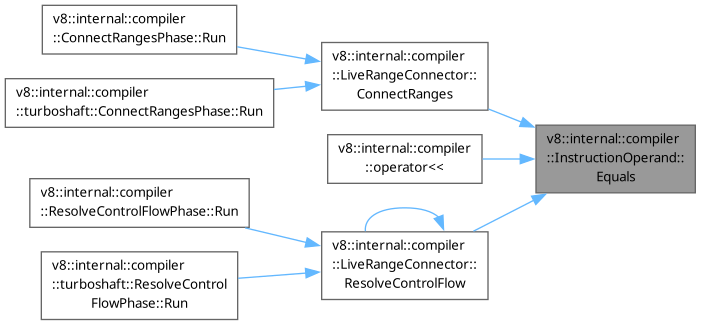 v8::internal::compiler
::ConnectRangesPhase::Run
v8::internal::compiler
::turboshaft::ConnectRangesPhase::Run
v8::internal::compiler
::LiveRangeConnector::
ConnectRanges
v8::internal::compiler
::operator<<
v8::internal::compiler
::InstructionOperand::
Equals
v8::internal::compiler
::ResolveControlFlowPhase::Run
v8::internal::compiler
::turboshaft::ResolveControl
FlowPhase::Run
v8::internal::compiler
::LiveRangeConnector::
ResolveControlFlow